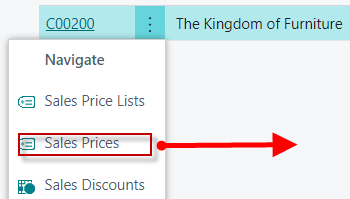 C00200 The Kingdom of Furniture
Navigate
Sales Price Lists
Sales Prices
Sales Discounts